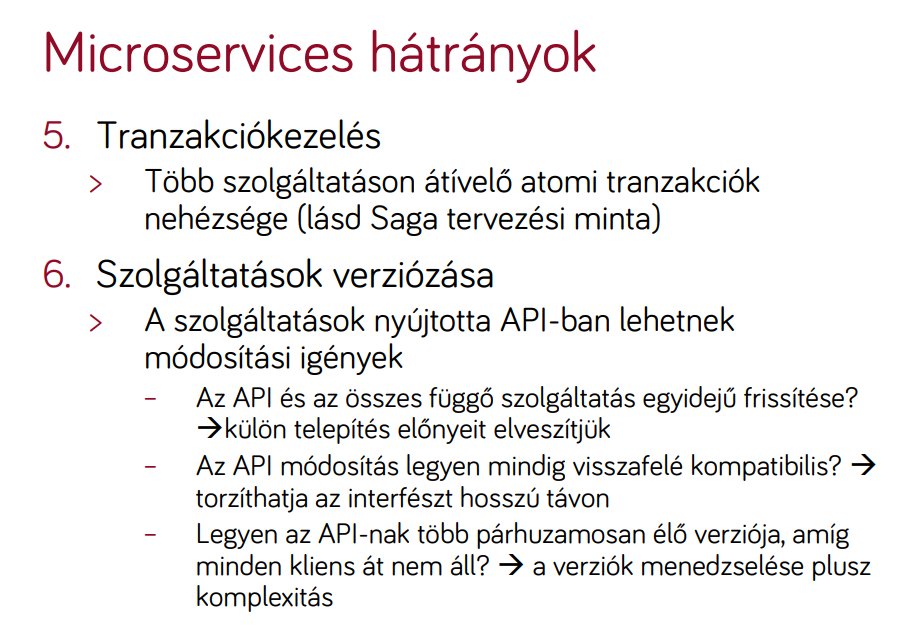 Microservices hátrányok
5. Tranzakciókezelés
> Több szolgáltatáson átívelő atomi tranzakciók
nehézsége (lásd Saga tervezési minta)
6. Szolgáltatások verziózása
> A szolgáltatások nyújtotta API-ban lehetnek
módosítási igények
– Az API és az összes függő szolgáltatás egyidejű frissítése?
→külön telepítés előnyeit elveszítjük
– Az API módosítás legyen mindig visszafelé kompatibilis? →
torzíthatja az interfészt hosszú távon
– Legyen az API-nak több párhuzamosan élő verziója, amíg
minden kliens át nem áll? → a verziók menedzselése plusz
komplexitás